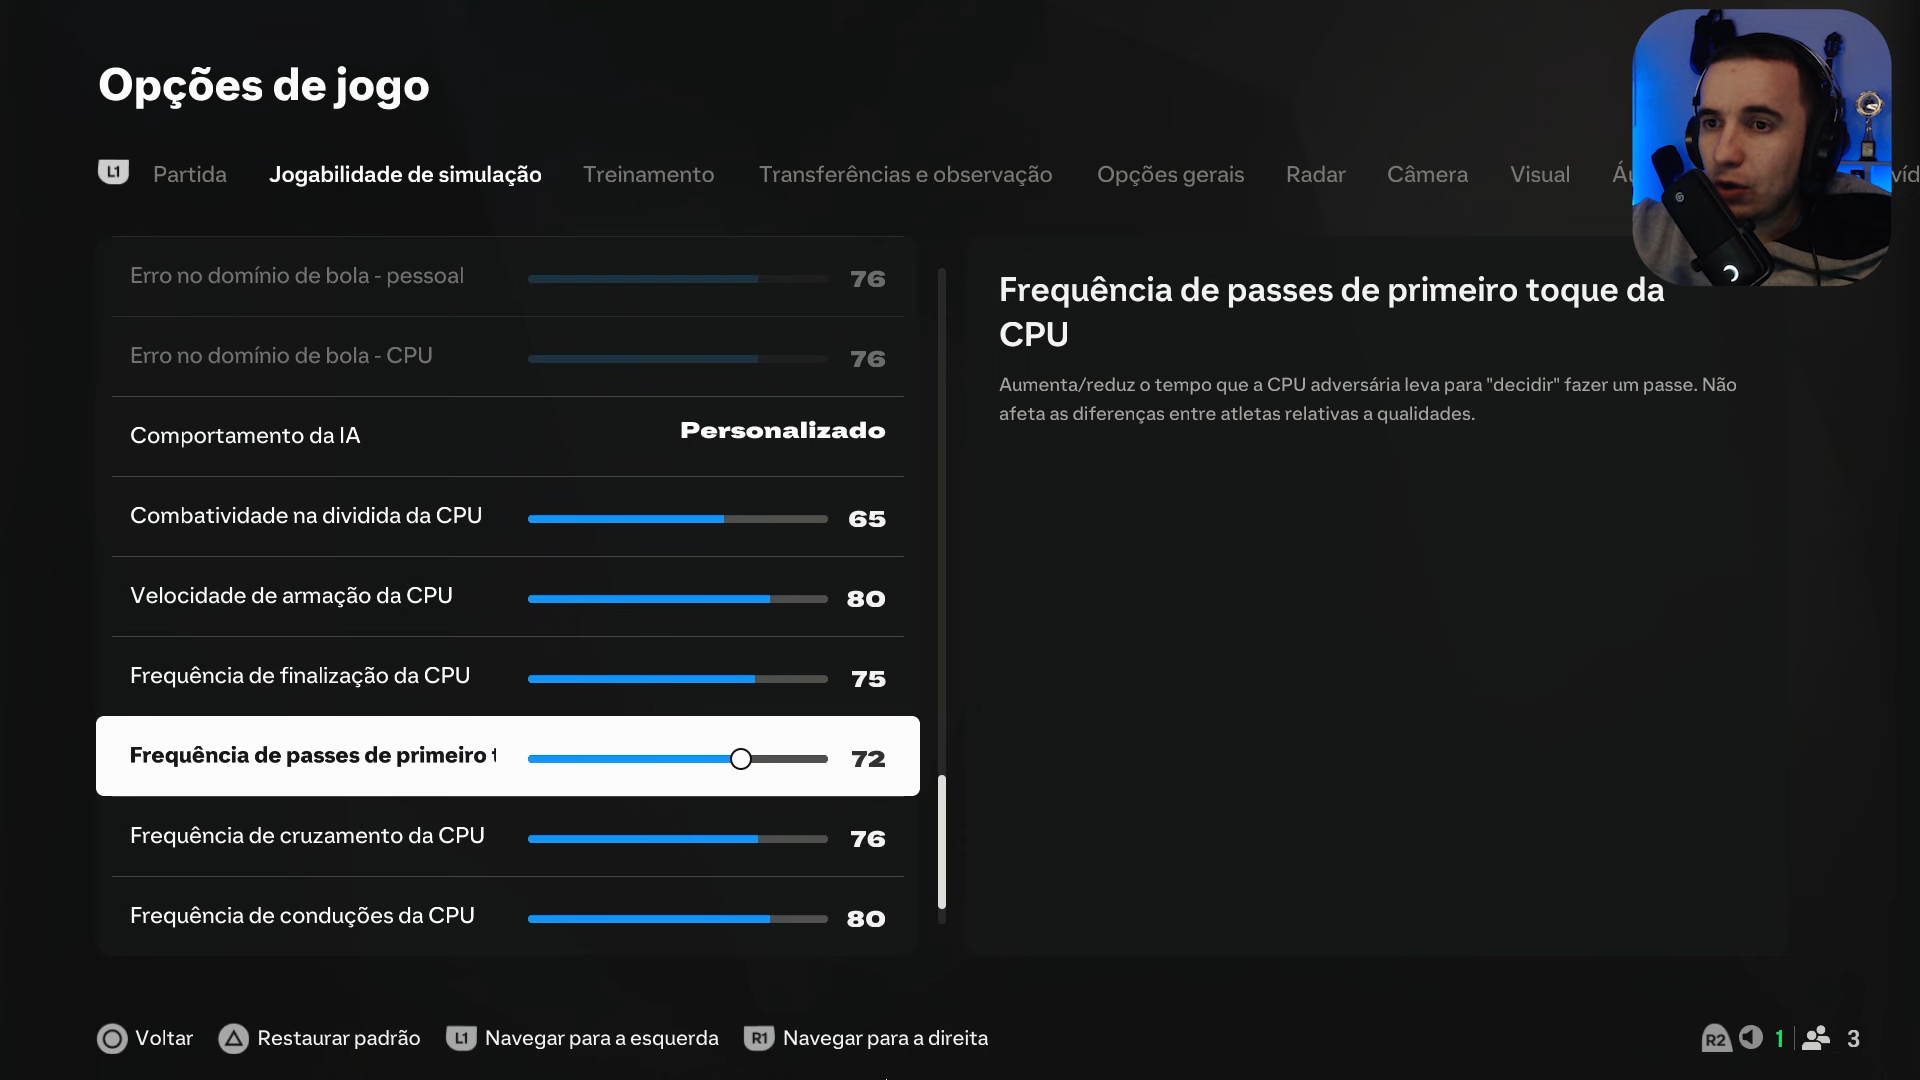 Opções de jogo
L1 Partida Jogabilidade de simulação Treinamento Transferências e observação Opções gerais Radar Câmera Visual
Erro no domínio de bola - pessoal 76
Erro no domínio de bola - CPU 76
Comportamento da IA Personalizado
Combatividade na dividida da CPU 65
Velocidade de armação da CPU 80
Frequência de finalização da CPU 75
Frequência de passes de primeiro t 72
Frequência de cruzamento da CPU 76
Frequência de conduções da CPU 80
Frequência de passes de primeiro toque da
CPU
Aumenta/reduz o tempo que a CPU adversária leva para "decidir" fazer um passe. Não
afeta as diferenças entre atletas relativas a qualidades.
Voltar Restaurar padrão L1 Navegar para a esquerda R1 Navegar para a direita
R2 1 3